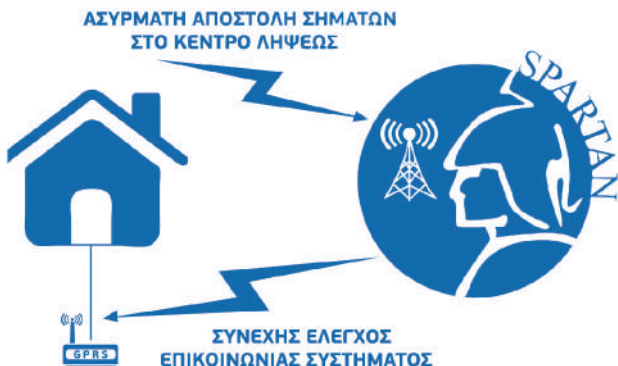 ΑΣΥΡΜΑΤΗ ΑΠΟΣΤΟΛΗ ΣΗΜΑΤΩΝ
ΣΤΟ ΚΕΝΤΡΟ ΛΗΨΕΩΣ
SPARTAN
GPRS
ΣΥΝΕΧΗΣ ΕΛΕΓΧΟΣ
ΕΠΙΚΟΙΝΩΝΙΑΣ ΣΥΣΤΗΜΑΤΟΣ